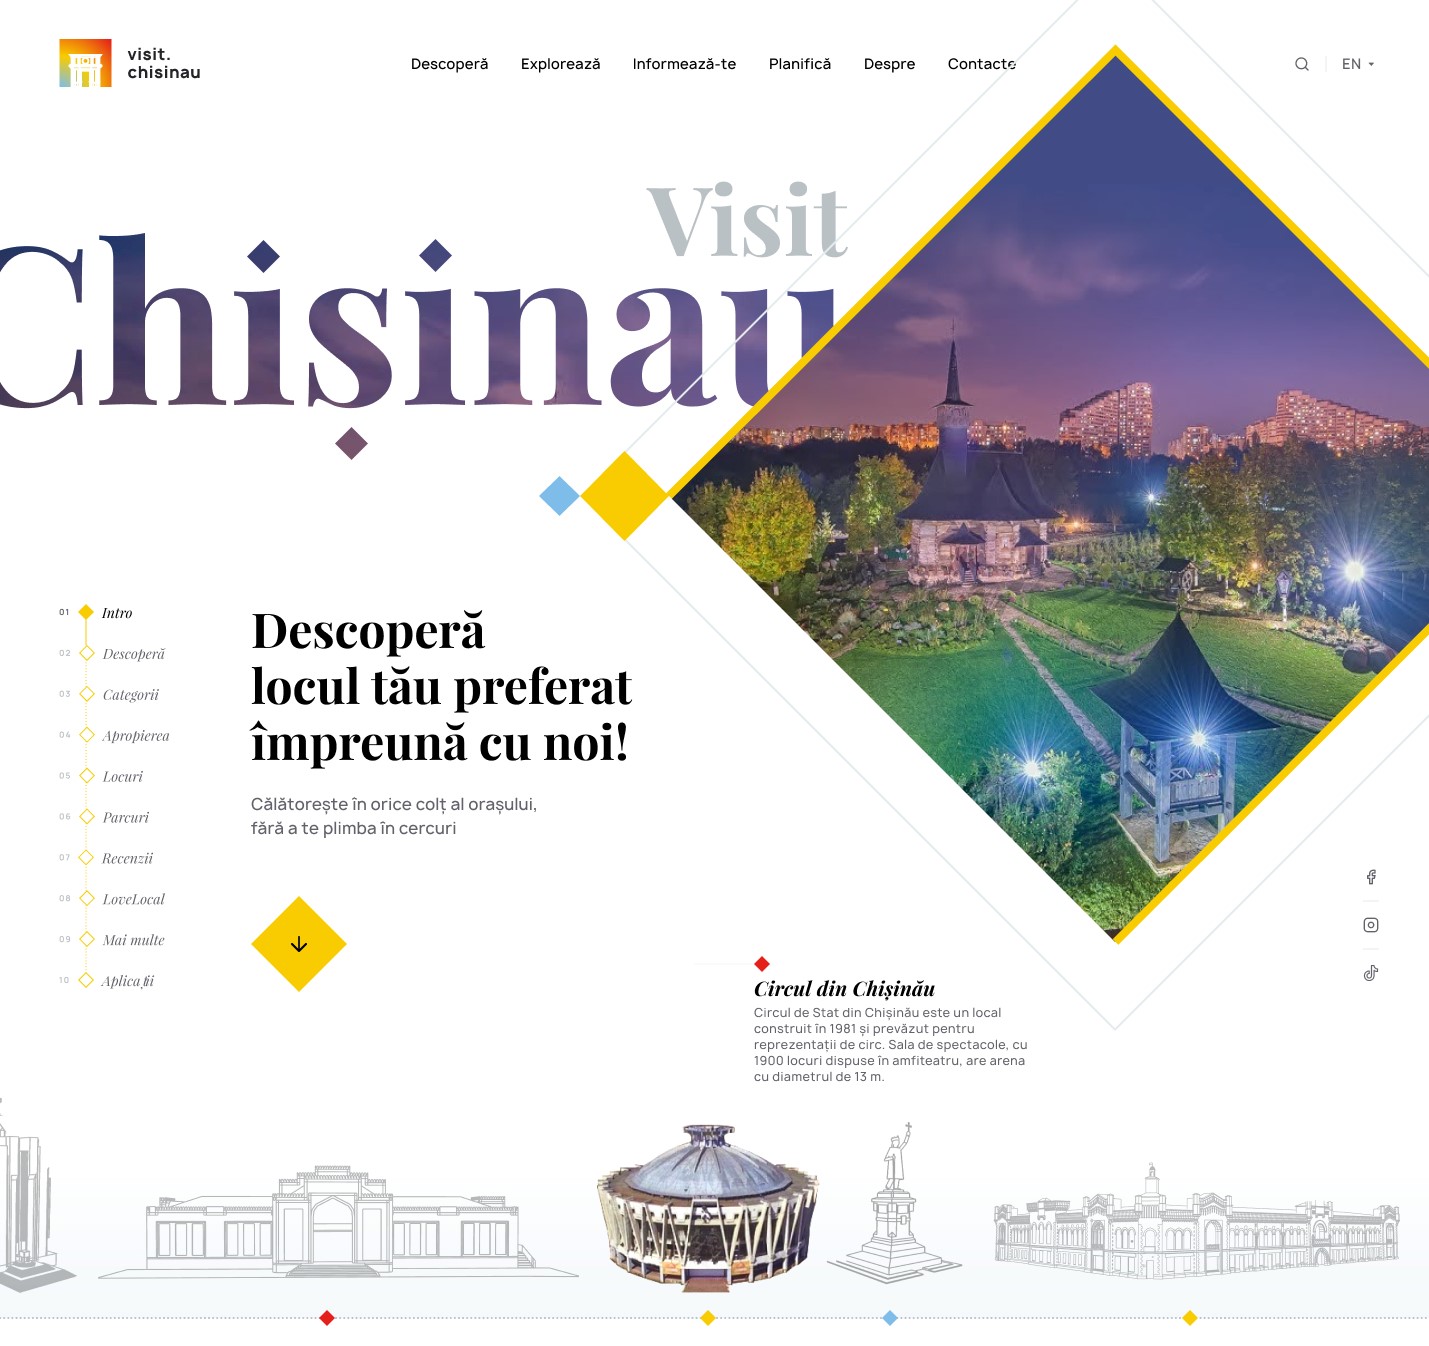 visit.
chisinau
Descoperă
Explorează
Informează-te
Planifică
Despre
Contacte
EN
Visit
Chișinau
01 Intro
02 Descoperă
03 Categorii
04 Apropierea
05 Locuri
06 Parcuri
07 Recenzii
08 LoveLocal
09 Mai multe
10 Aplicații
Descoperă
locul tău preferat
împreună cu noi!
Călătorește în orice colț al orașului,
fără a te plimba în cercuri
Circul din Chișinău
Circul de Stat din Chișinău este un local
construit în 1981 și prevăzut pentru
reprezentații de circ. Sala de spectacole, cu
1900 locuri dispuse în amfiteatru, are arena
cu diametrul de 13 m.